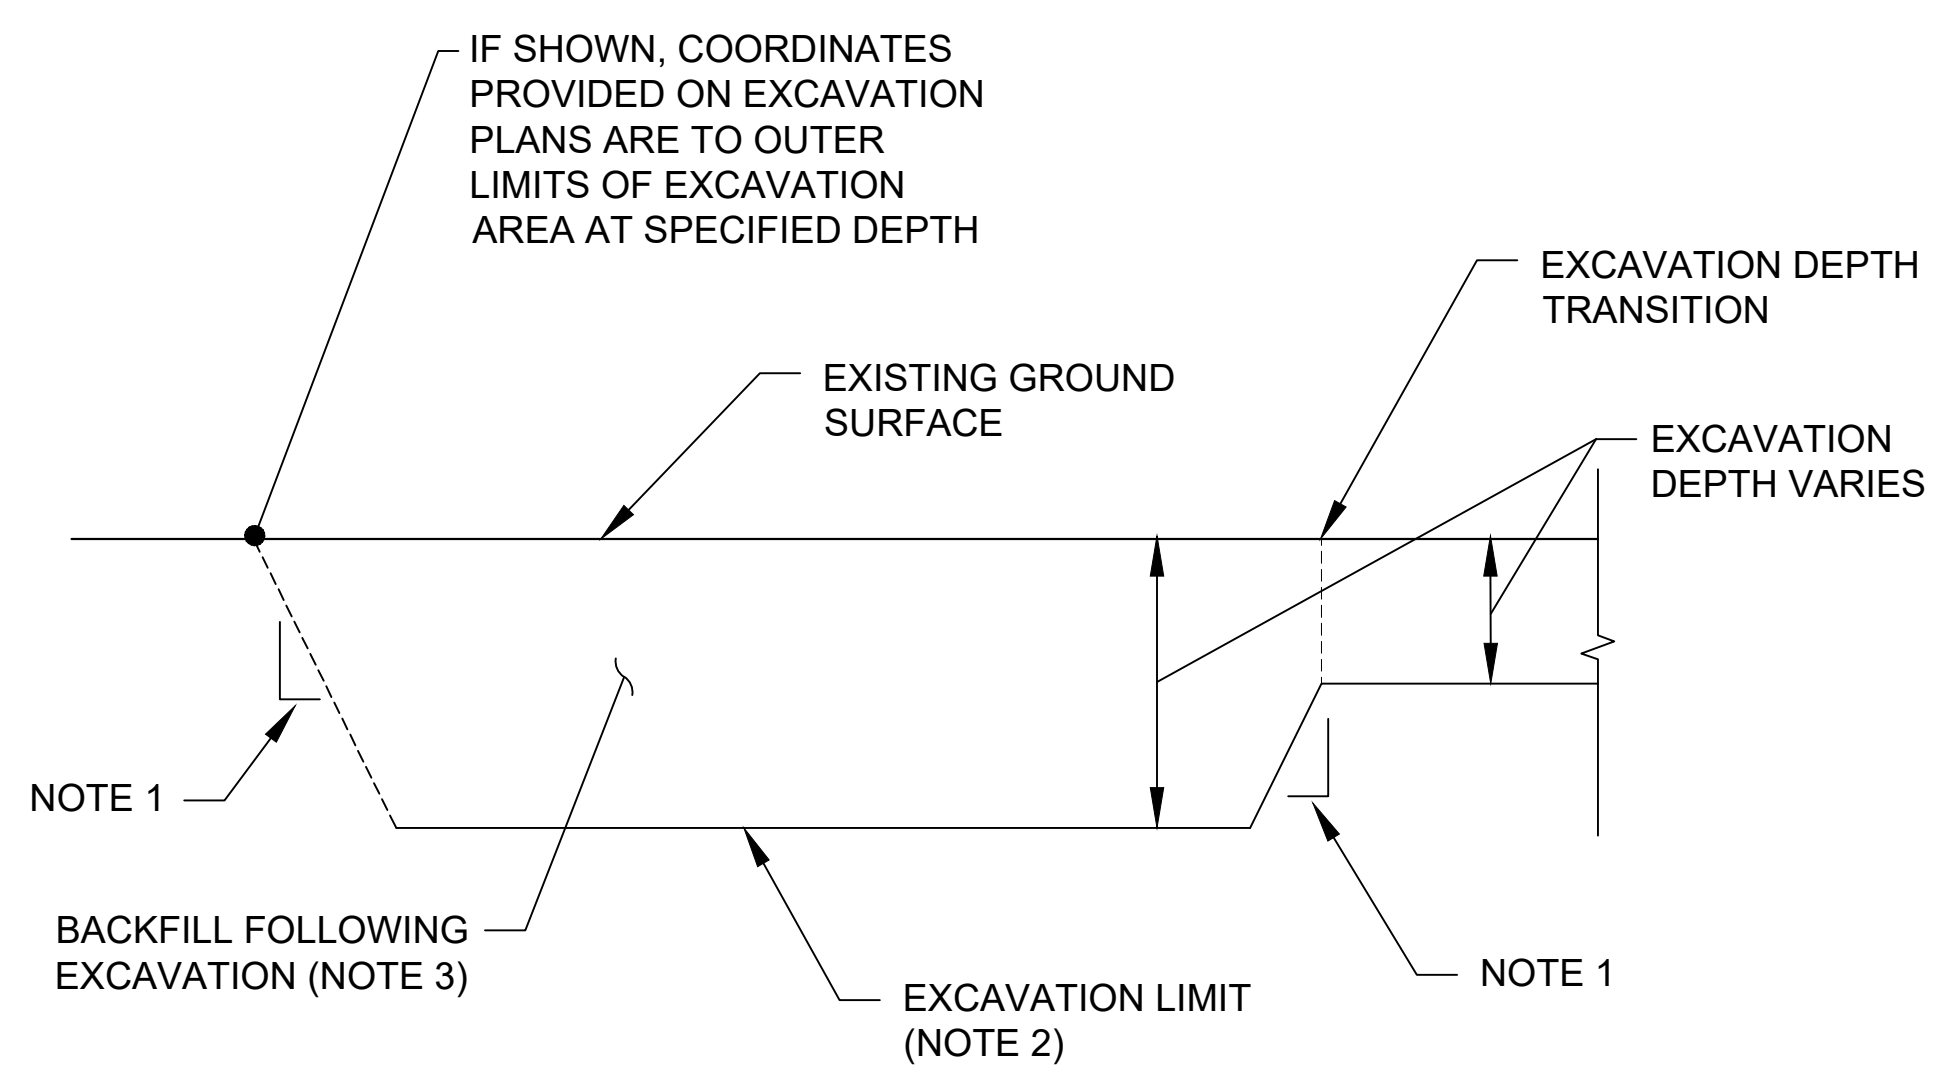 IF SHOWN, COORDINATES
PROVIDED ON EXCAVATION
PLANS ARE TO OUTER
LIMITS OF EXCAVATION
AREA AT SPECIFIED DEPTH
EXCAVATION DEPTH
TRANSITION
EXISTING GROUND
SURFACE
EXCAVATION
DEPTH VARIES
NOTE 1
BACKFILL FOLLOWING
EXCAVATION (NOTE 3)
EXCAVATION LIMIT
(NOTE 2)
NOTE 1